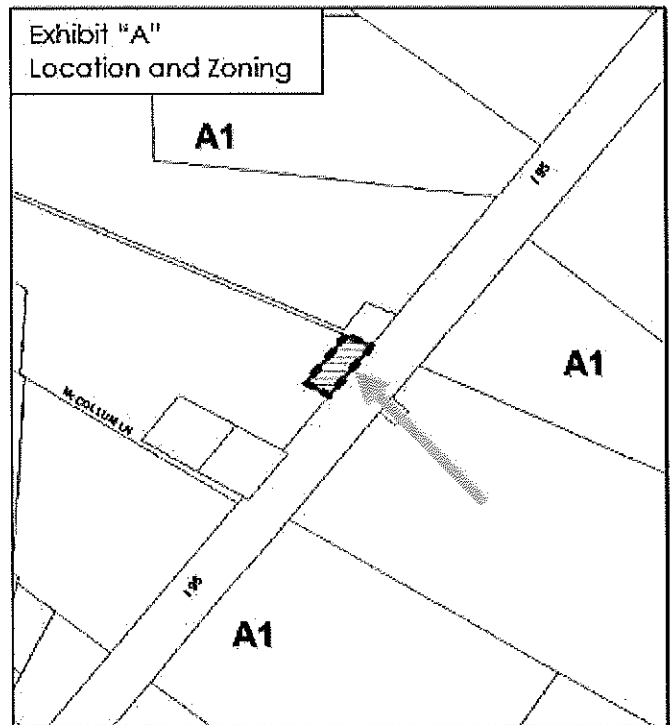 Exhibit "A"
Location and Zoning
A1
I 95
A1
McCOLLUM LN
I 95
A1